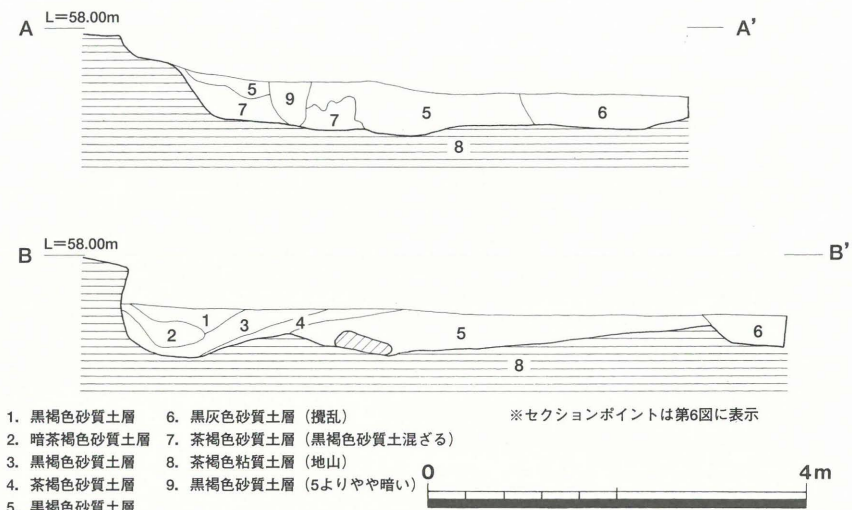 L=58.00m
A A'
5 9 7 7 5 6
8
L=58.00m
B B'
1 2 3 4 5 6
8
1. 黒褐色砂質土層
2. 暗茶褐色砂質土層
3. 黒褐色砂質土層
4. 茶褐色砂質土層
5. 黒褐色砂質土層
6. 黒灰色砂質土層（攪乱）
7. 茶褐色砂質土層（黒褐色砂質土混ざる）
8. 茶褐色粘質土層（地山）
9. 黒褐色砂質土層（5よりやや暗い）
※セクションポイントは第6図に表示
0 4m